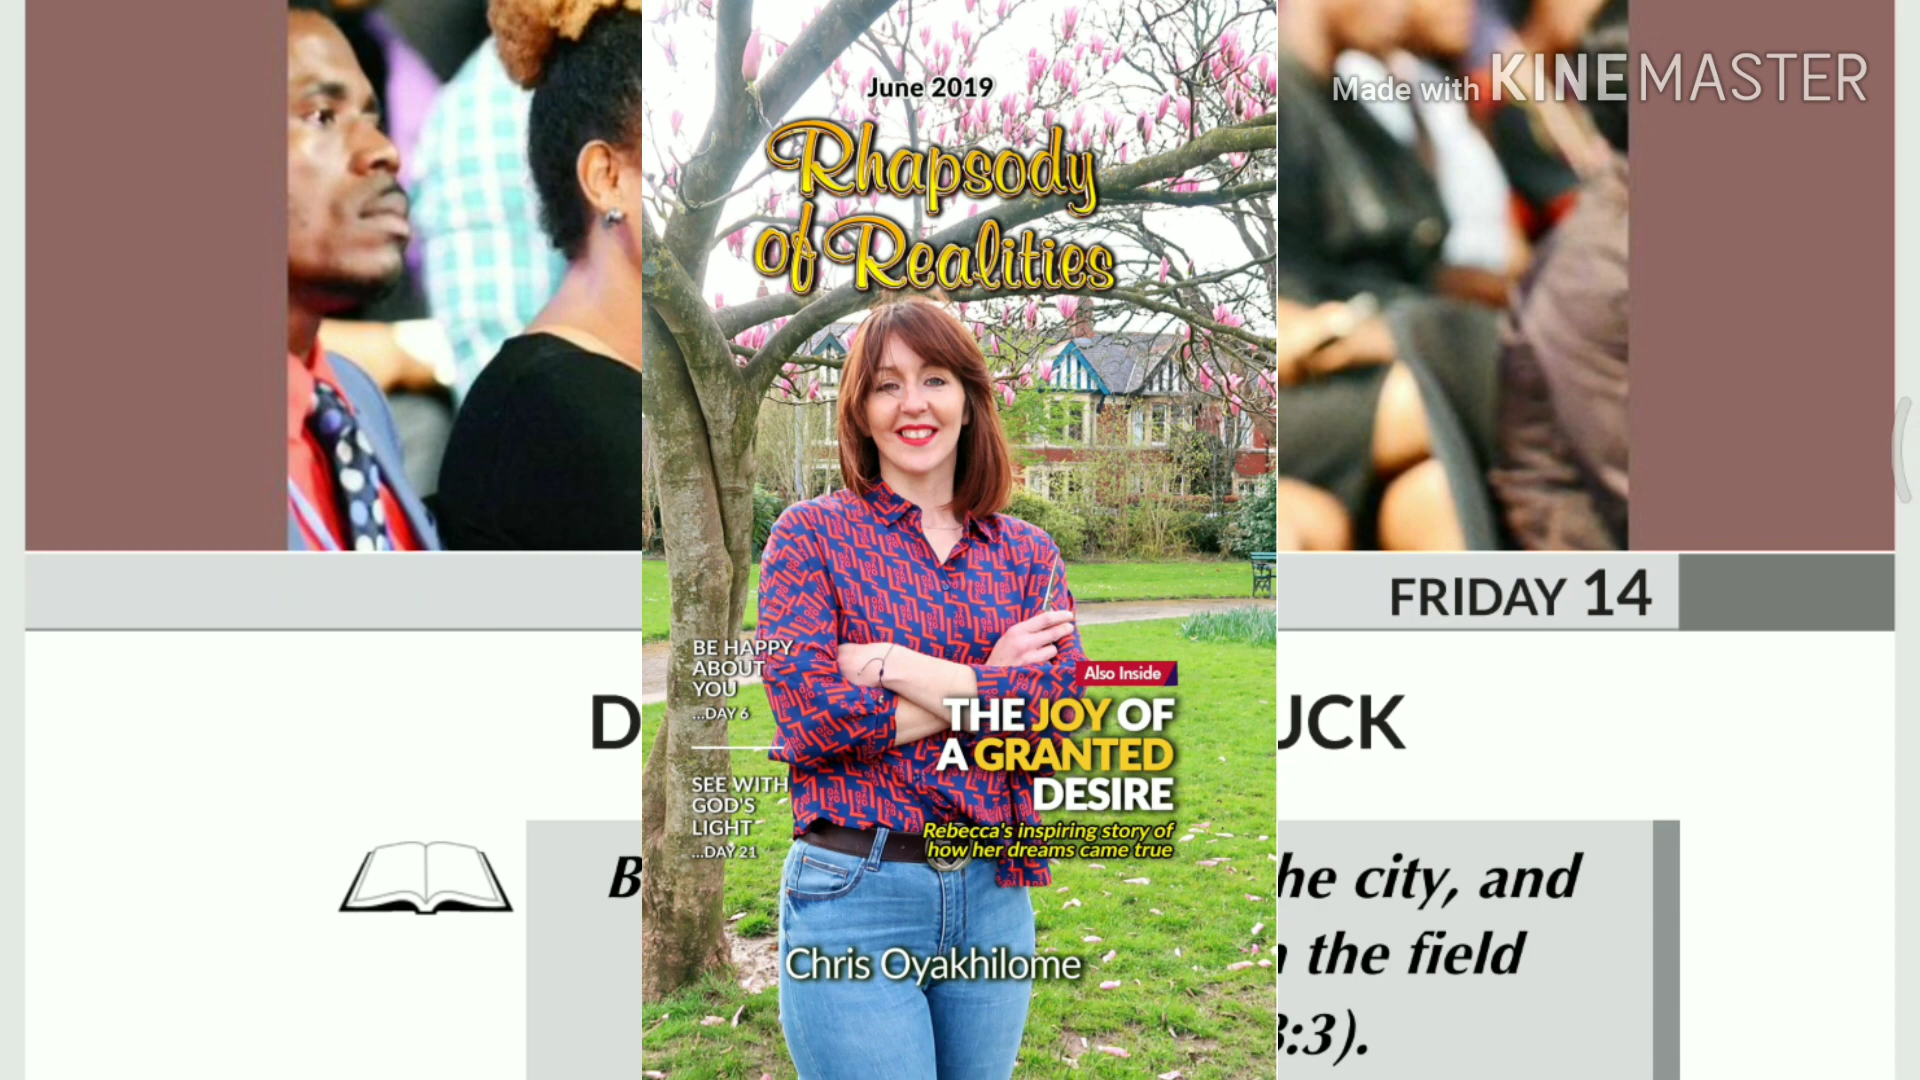 Made with KINEMASTER
June 2019
Rhapsody
of Realities
FRIDAY 14
BE HAPPY
ABOUT
YOU
...DAY 6
SEE WITH
GOD'S
LIGHT
...DAY 21
Also Inside
THE JOY OF
A GRANTED
DESIRE
Rebecca's inspiring story of
how her dreams came true
Chris Oyakhilome
he city, and
the field
:3).